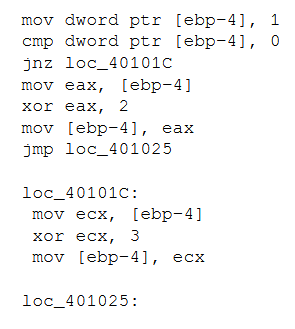 mov dword ptr [ebp-4], 1
cmp dword ptr [ebp-4], 0
jnz loc_40101C
mov eax, [ebp-4]
xor eax, 2
mov [ebp-4], eax
jmp loc_401025
loc_40101C:
mov ecx, [ebp-4]
xor ecx, 3
mov [ebp-4], ecx
loc_401025: